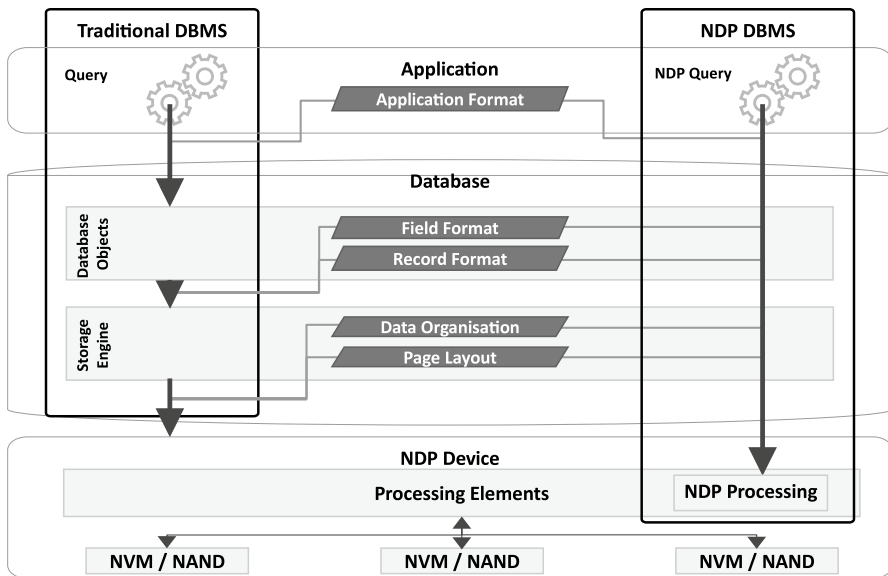 Traditional DBMS
NDP DBMS
Query
Application
NDP Query
Application Format
Database
Database
Objects
Field Format
Record Format
Storage
Engine
Data Organisation
Page Layout
NDP Device
Processing Elements
NDP Processing
NVM / NAND
NVM / NAND
NVM / NAND